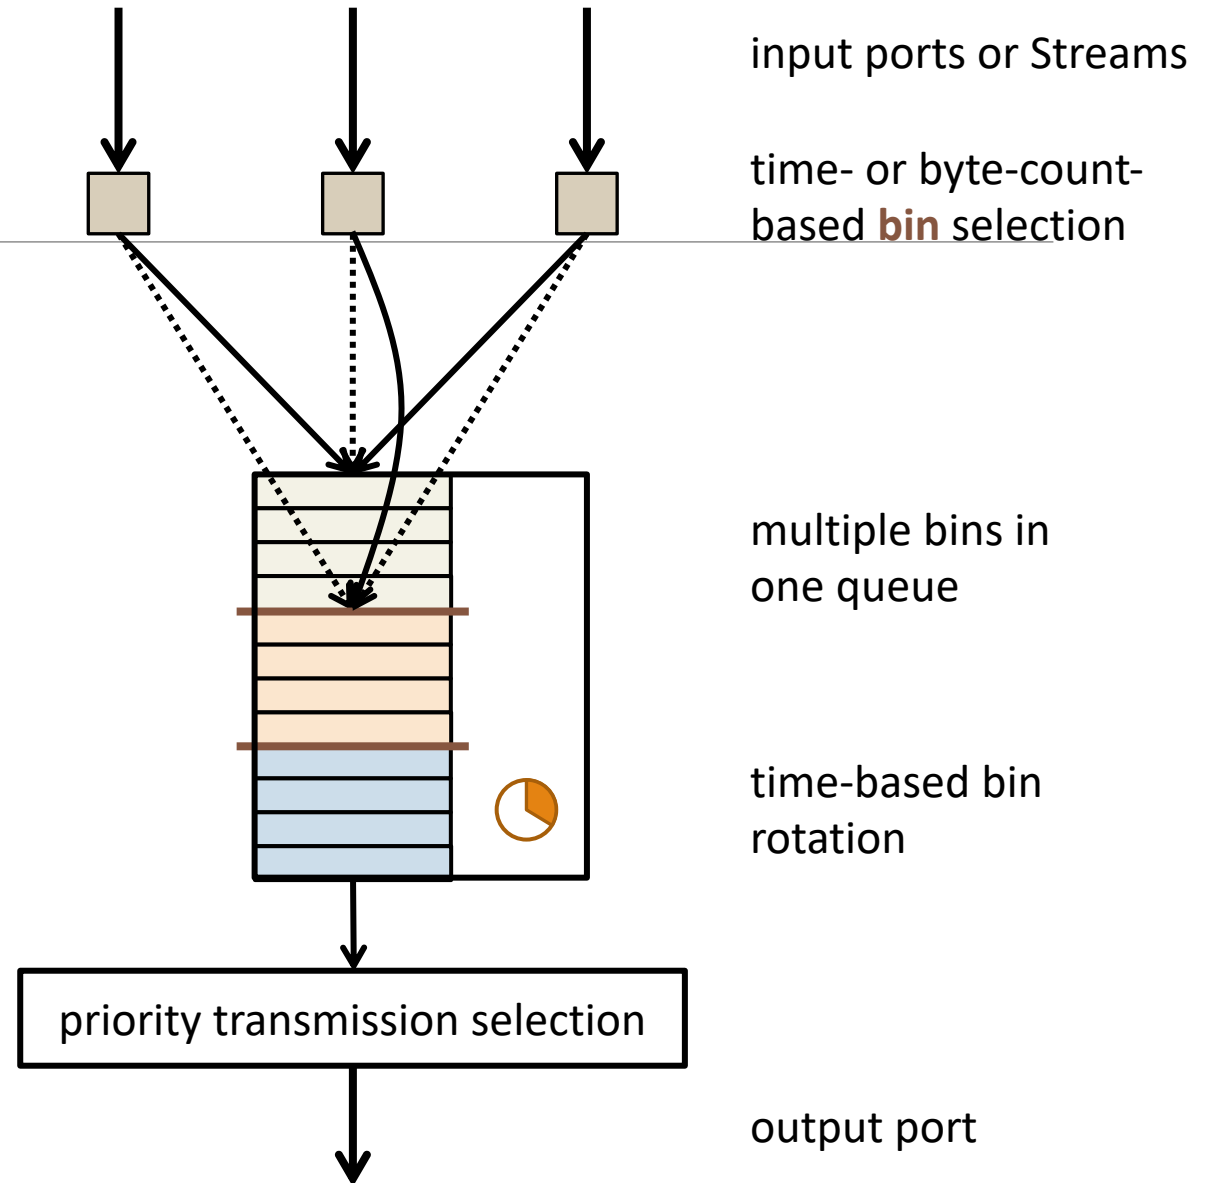 input ports or Streams
time- or byte-count-
based bin selection
multiple bins in
one queue
time-based bin
rotation
priority transmission selection
output port